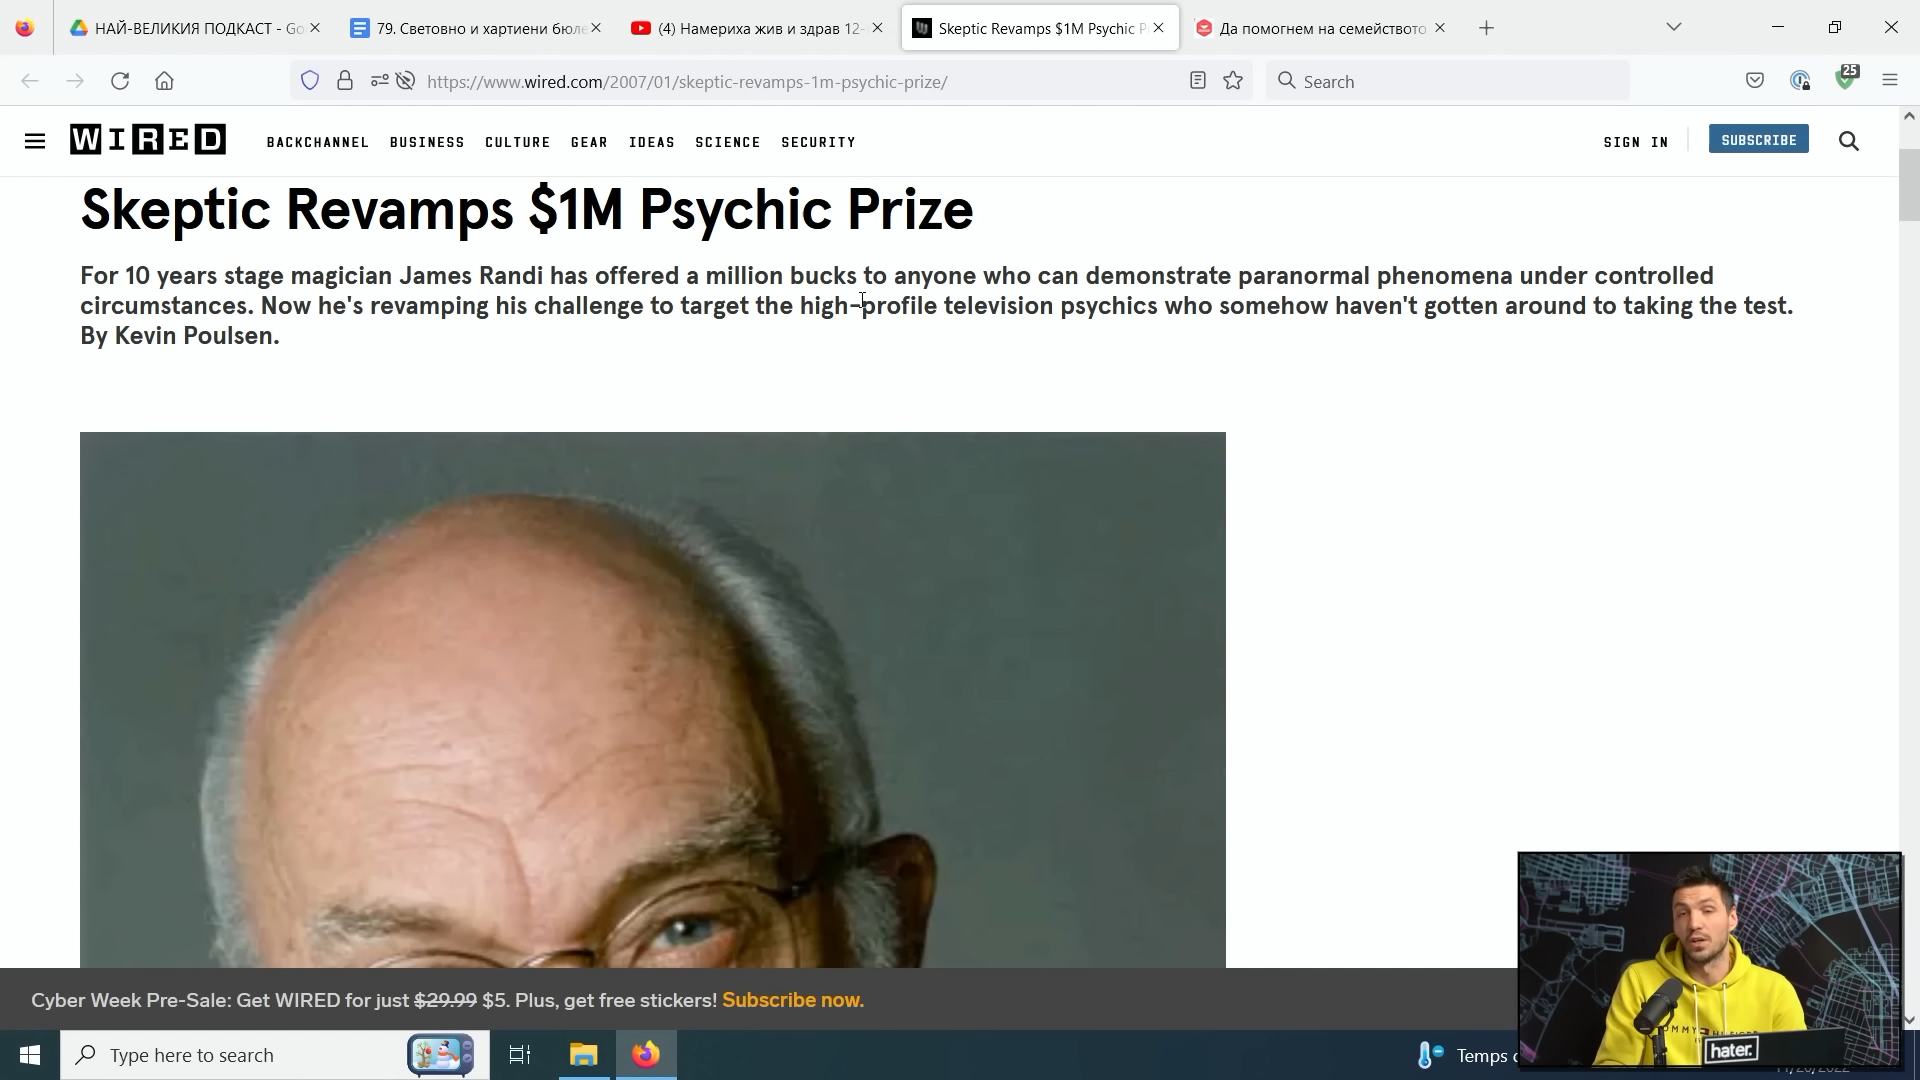 НАЙ-ВЕЛИКИЯ ПОДКАСТ - Go
79. Световно и хартиени бюле
(4) Намериха жив и здрав 12-
Skeptic Revamps $1M Psychic P
Да помогнем на семейството
https://www.wired.com/2007/01/skeptic-revamps-1m-psychic-prize/
Search
25
WIRED
BACKCHANNEL BUSINESS CULTURE GEAR IDEAS SCIENCE SECURITY
SIGN IN
SUBSCRIBE
Skeptic Revamps $1M Psychic Prize
For 10 years stage magician James Randi has offered a million bucks to anyone who can demonstrate paranormal phenomena under controlled
circumstances. Now he's revamping his challenge to target the high-profile television psychics who somehow haven't gotten around to taking the test.
By Kevin Poulsen.
Cyber Week Pre-Sale: Get WIRED for just $29.99 $5. Plus, get free stickers! Subscribe now.
hater.
Type here to search
Temps